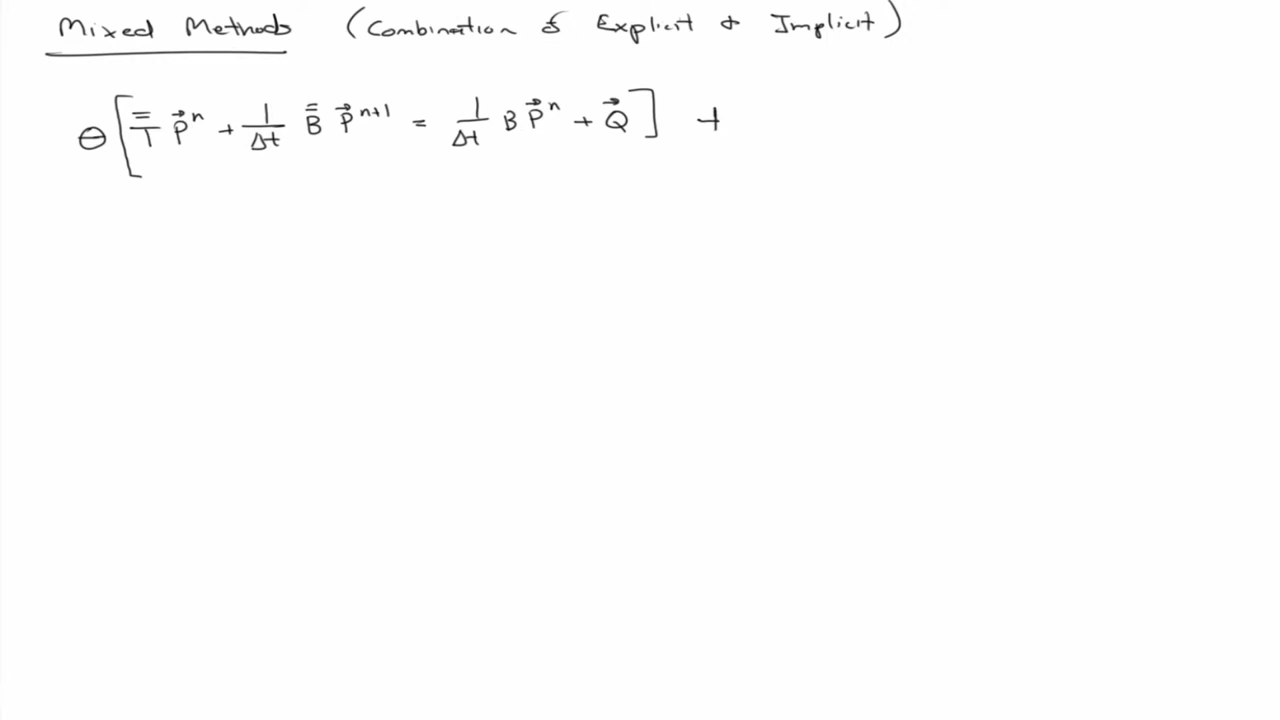 Mixed Methods (Combination of Explicit & Implicit)
θ[T̿ P⃗ⁿ + 1/Δt B̿ P⃗ⁿ⁺¹ = 1/Δt B P⃗ⁿ + Q⃗] +